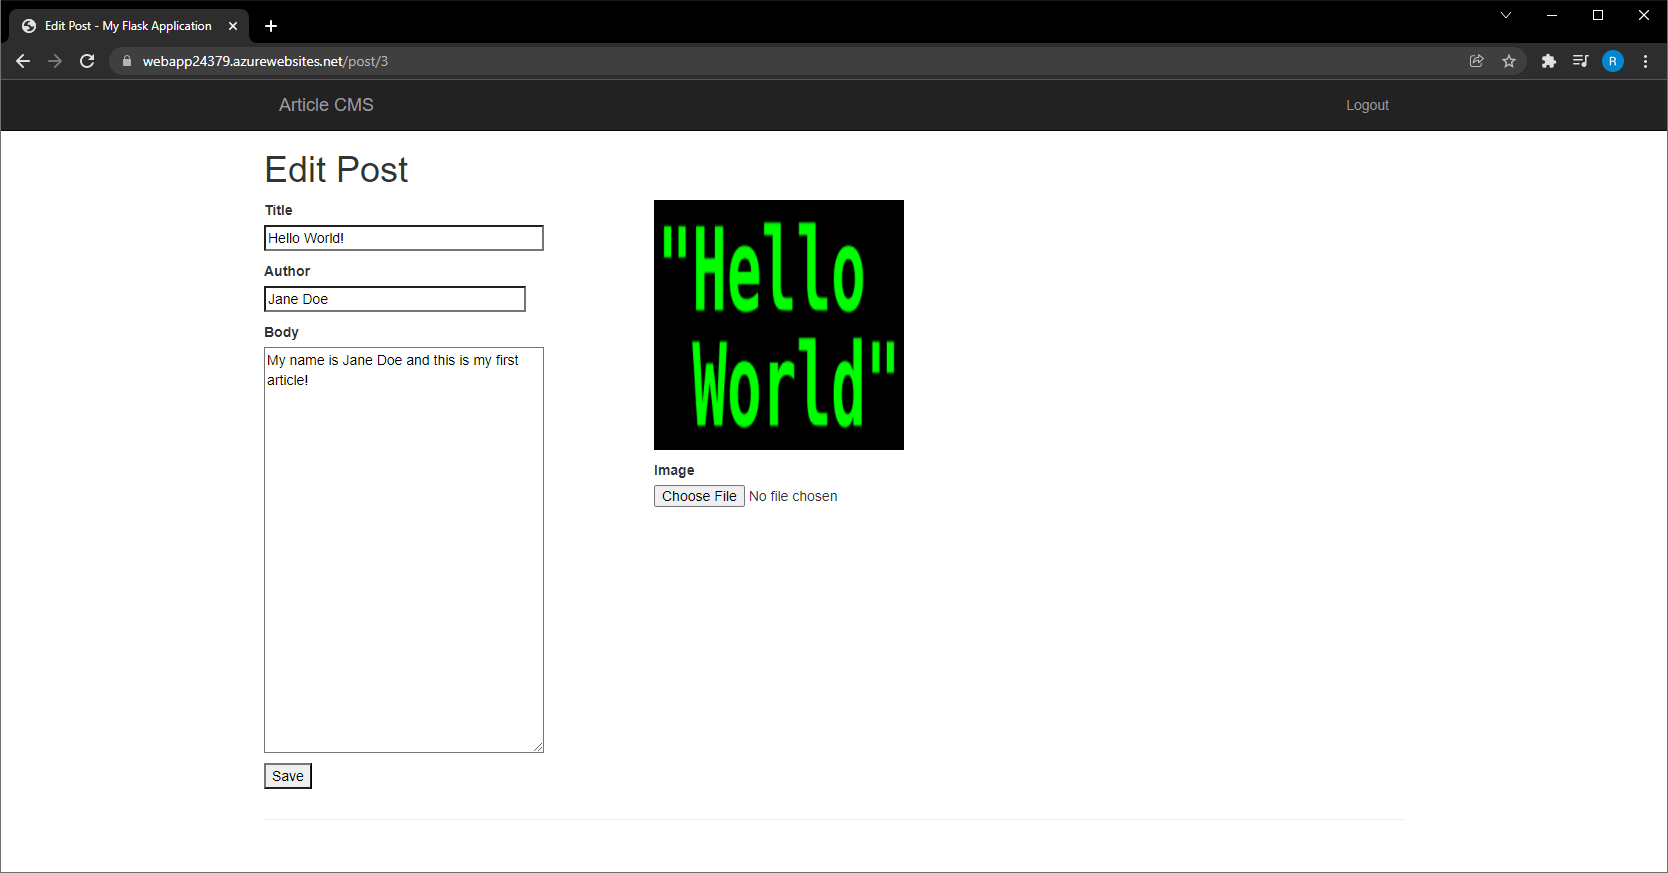 Edit Post - My Flask Application
webapp24379.azurewebsites.net/post/3
R
Article CMS
Logout
Edit Post
Title
Hello World!
Author
Jane Doe
Body
My name is Jane Doe and this is my first
article!
Save
"Hello
World"
Image
Choose File No file chosen